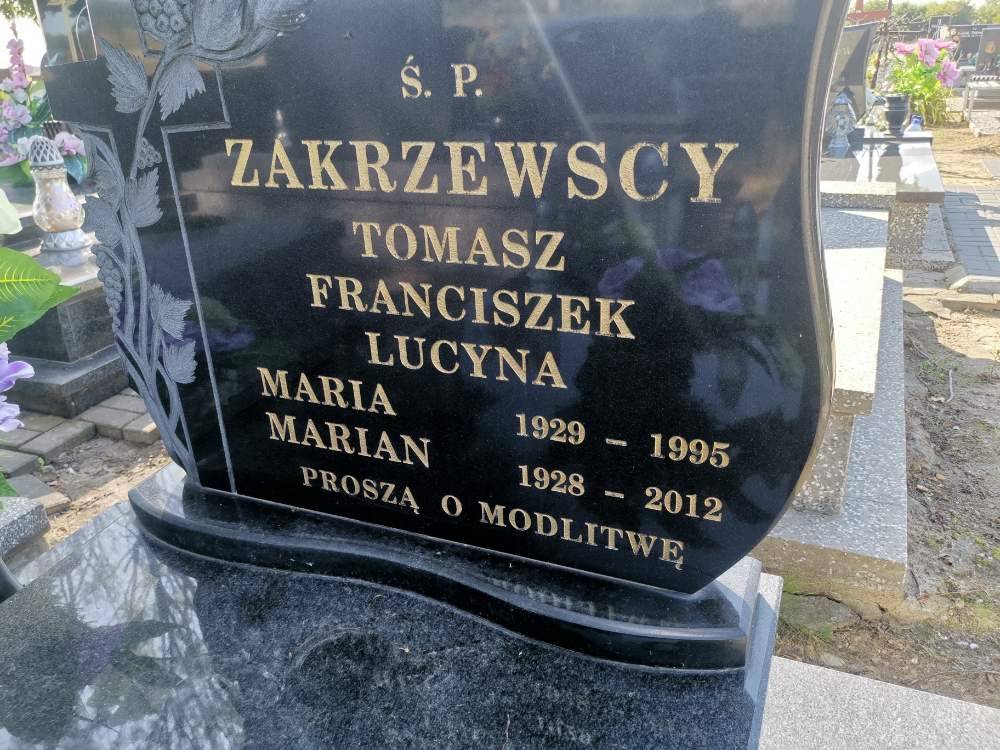 Ś. P.
ZAKRZEWSCY
TOMASZ
FRANCISZEK
LUCYNA
MARIA 1929 – 1995
MARIAN 1928 – 2012
PROSZĄ O MODLITWĘ